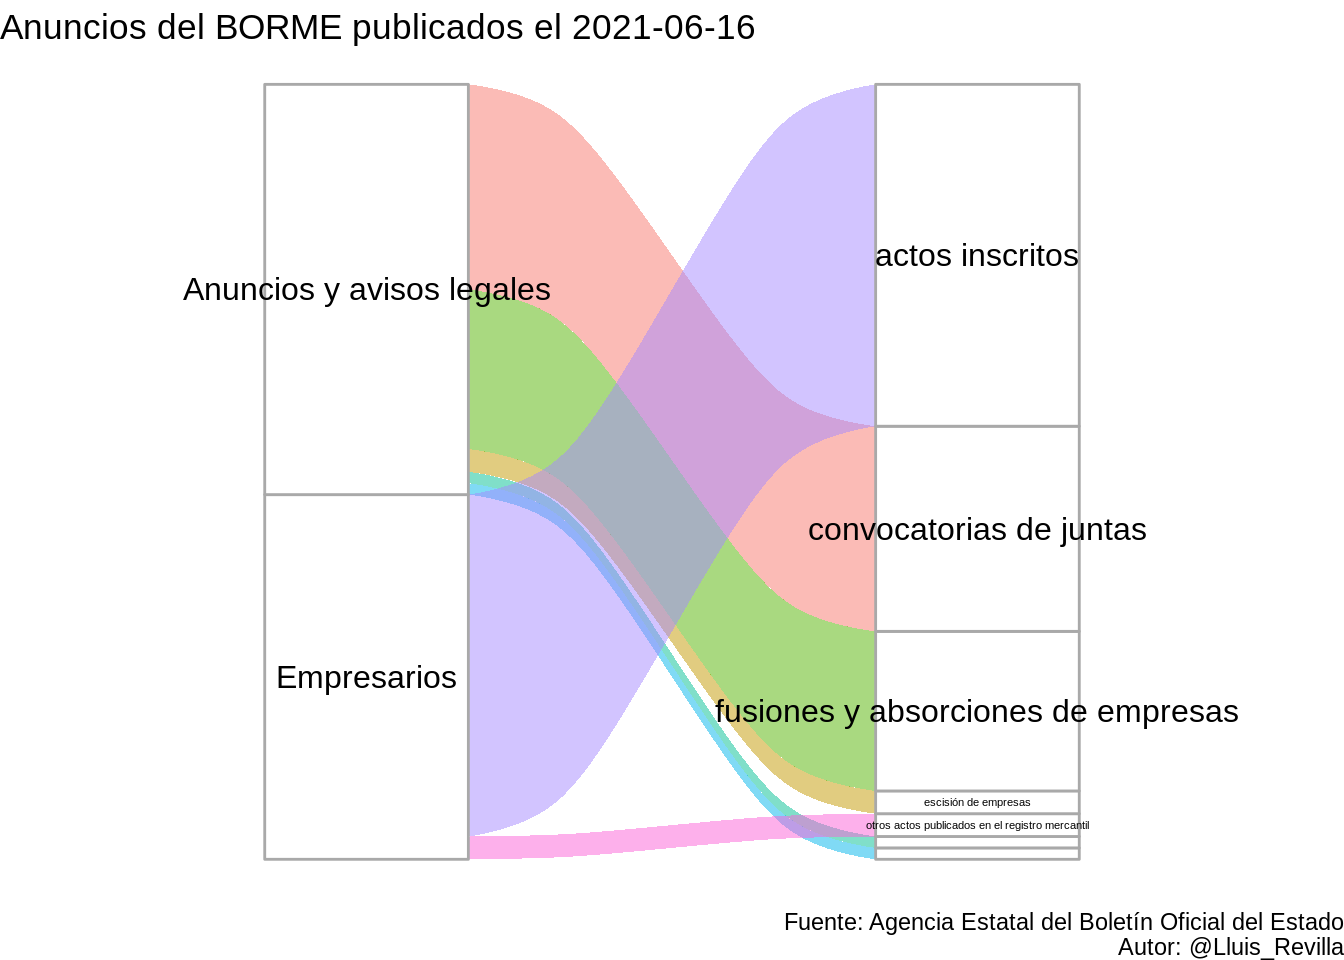 Anuncios del BORME publicados el 2021-06-16
Anuncios y avisos legales
Empresarios
actos inscritos
convocatorias de juntas
fusiones y absorciones de empresas
escisión de empresas
otros actos publicados en el registro mercantil
Fuente: Agencia Estatal del Boletín Oficial del Estado
Autor: @Lluis_Revilla